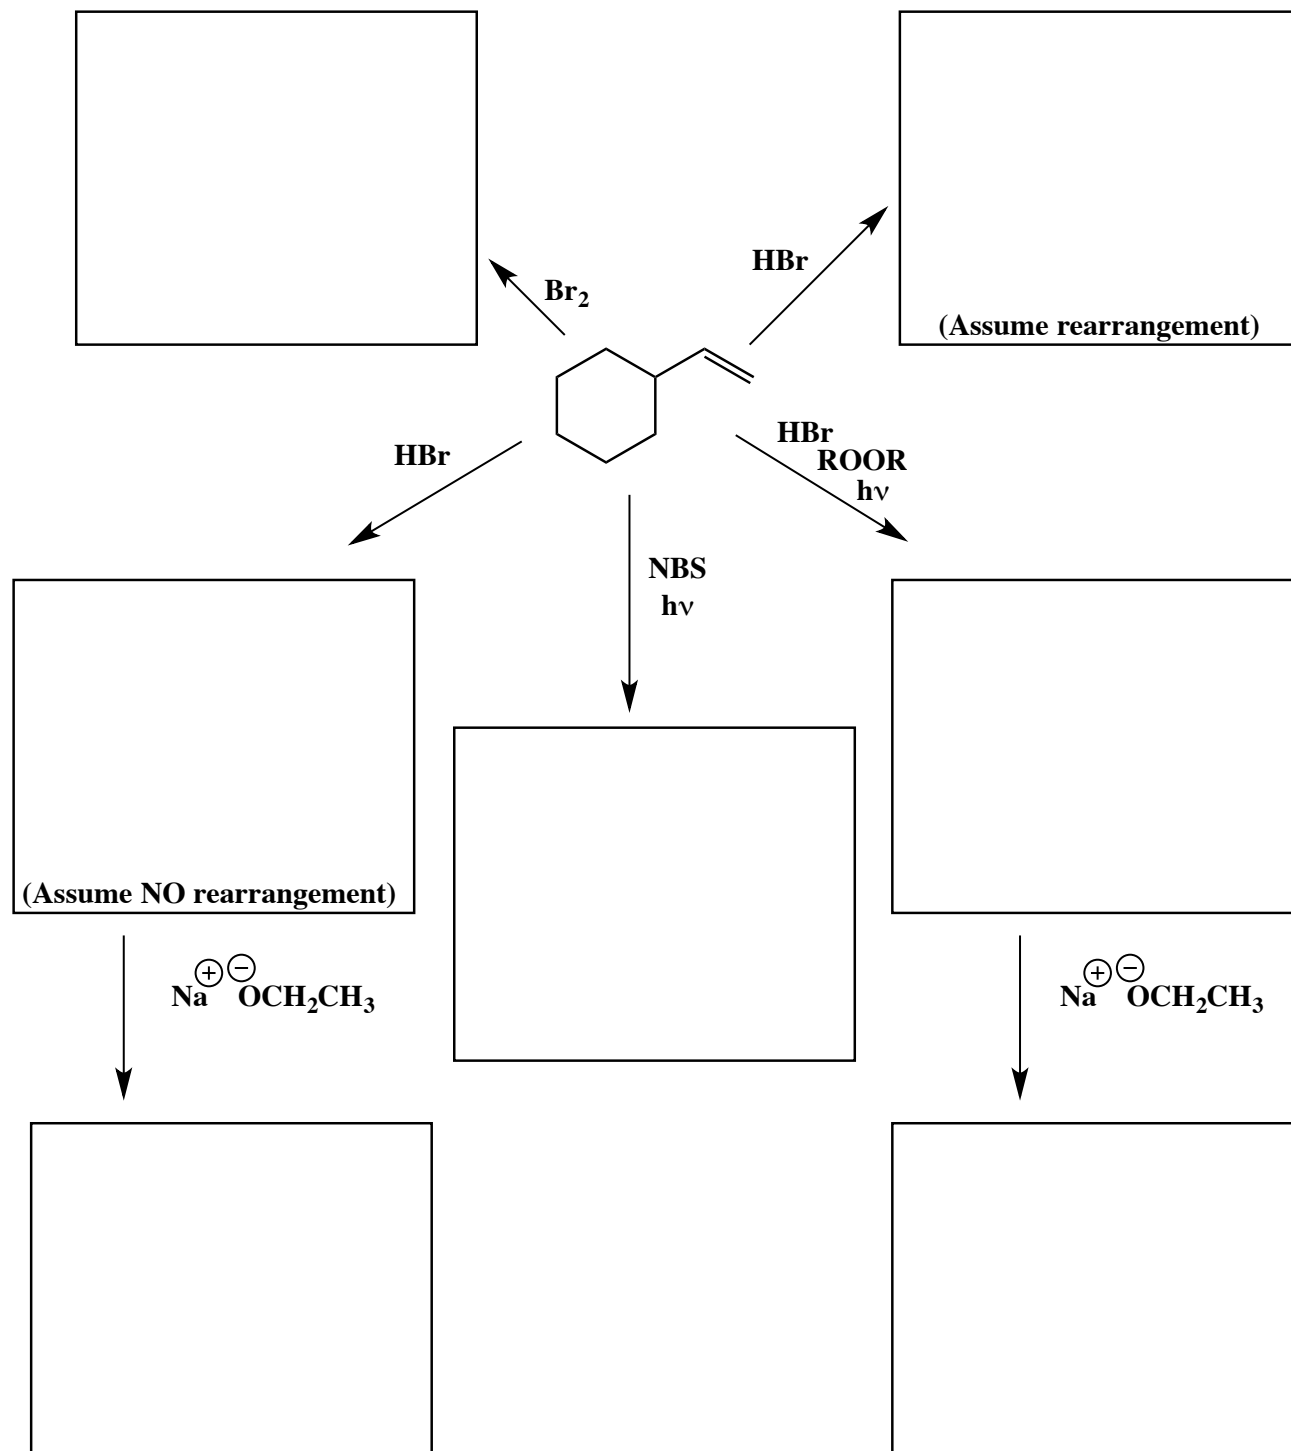 HBr
Br₂
(Assume rearrangement)
HBr
HBr
ROOR
hν
NBS
hν
(Assume NO rearrangement)
Na⊕ ⊖OCH₂CH₃
Na⊕ ⊖OCH₂CH₃